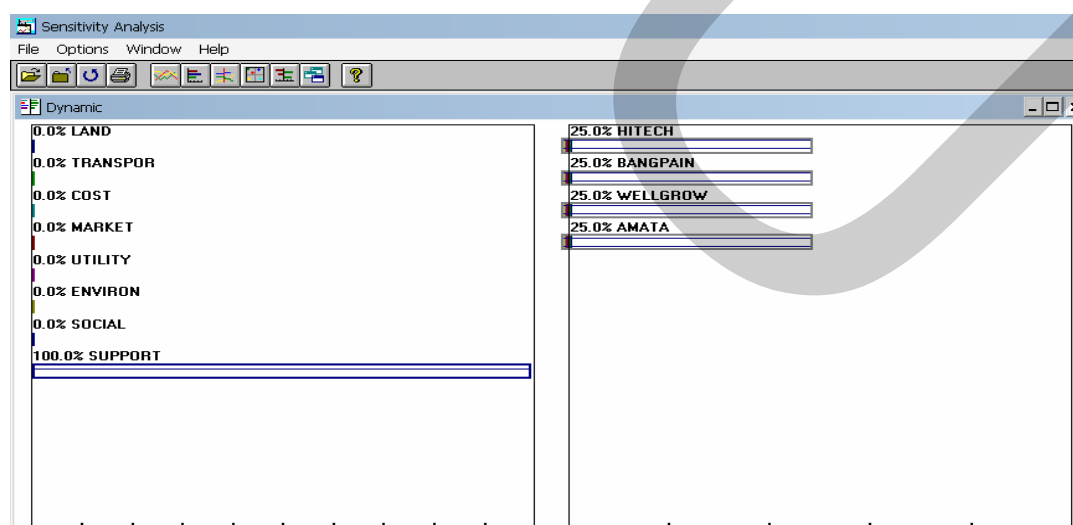 Sensitivity Analysis
File Options Window Help
Dynamic
0.0% LAND
0.0% TRANSPOR
0.0% COST
0.0% MARKET
0.0% UTILITY
0.0% ENVIRON
0.0% SOCIAL
100.0% SUPPORT
25.0% HITECH
25.0% BANGPAIN
25.0% WELLGROW
25.0% AMATA